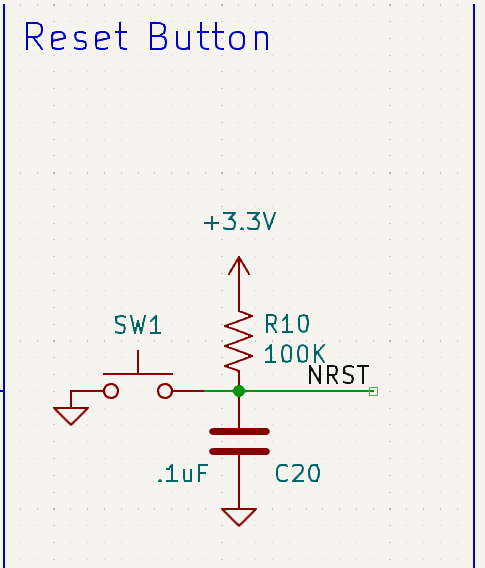 Reset Button
+3.3V
SW1
R10
100K
NRST
.1uF
C20